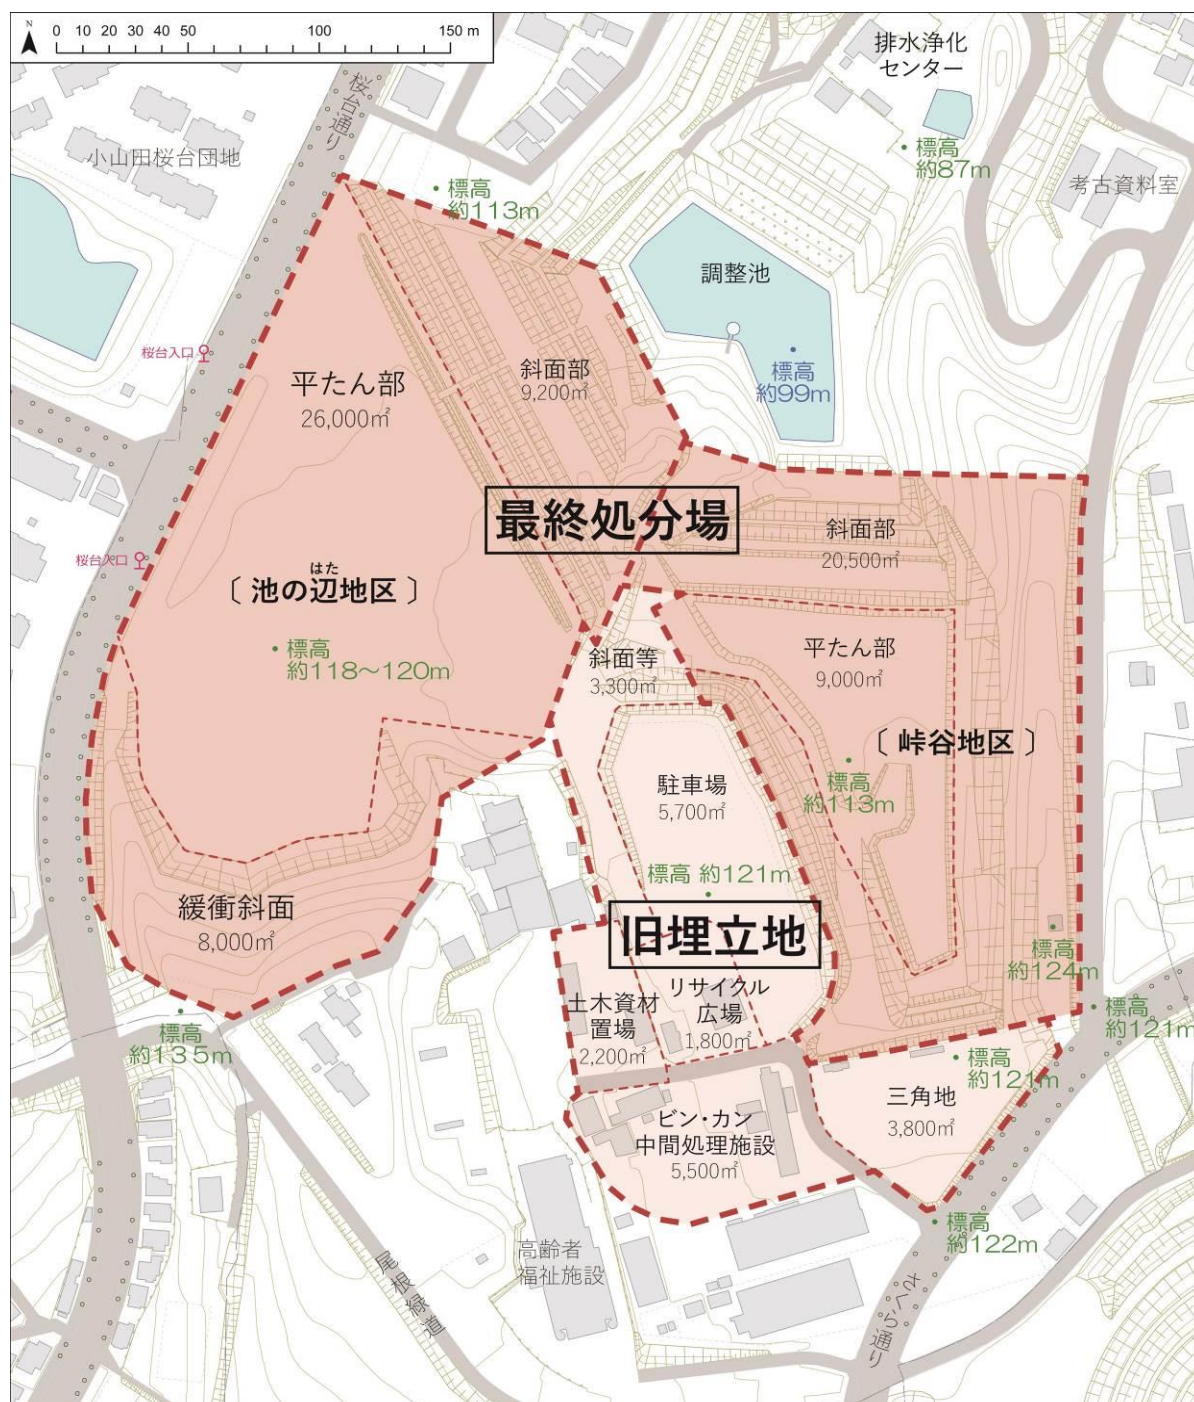 N
0 10 20 30 40 50 100 150 m
排水浄化
センター
桜台通り
小山田桜台団地
標高
約113m
標高
約87m
考古資料室
調整池
桜台入口
平たん部
26,000㎡
斜面部
9,200㎡
標高
約99m
最終処分場
斜面部
20,500㎡
桜台入口
はた
〔 池の辺地区 〕
標高
約118～120m
斜面等
3,300㎡
平たん部
9,000㎡
〔 峠谷地区 〕
駐車場
5,700㎡
標高
約113m
標高 約121m
緩衝斜面
8,000㎡
旧埋立地
標高
約124m
土木資材
置場
2,200㎡
リサイクル
広場
1,800㎡
標高
約135m
標高
約121m
標高
約121m
三角地
3,800㎡
ビン・カン
中間処理施設
5,500㎡
標高
約122m
高齢者
福祉施設
尾根緑道
さくら通り